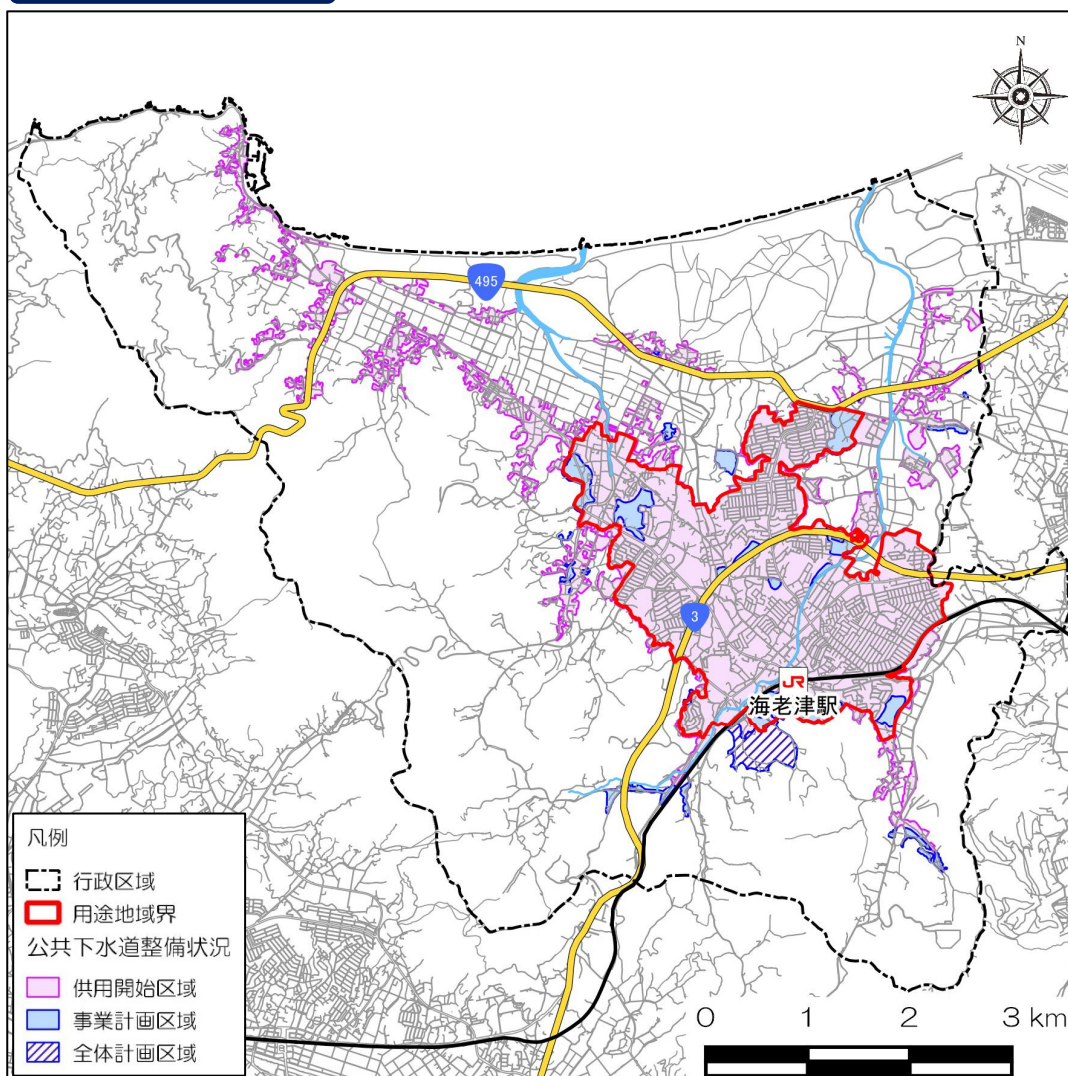 N
495
3
JR
海老津駅
凡例
行政区域
用途地域界
公共下水道整備状況
供用開始区域
事業計画区域
全体計画区域
0 1 2 3 km